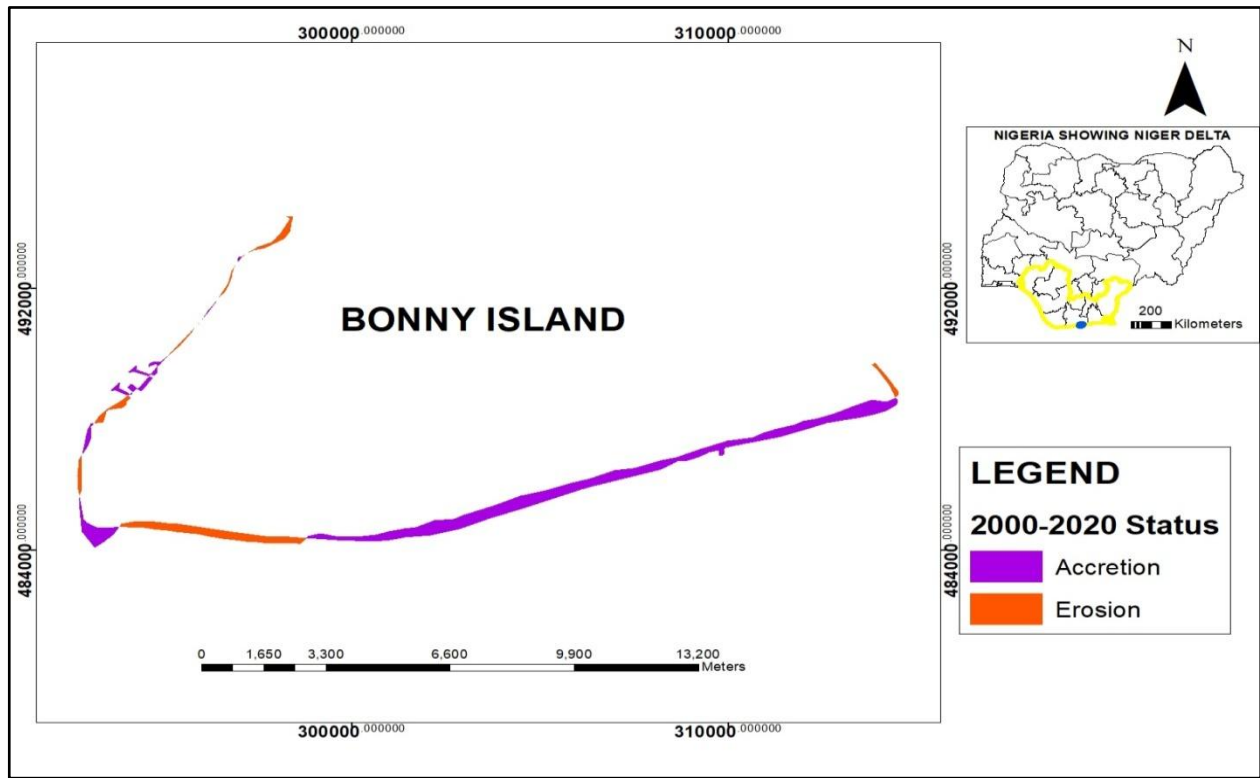 300000.000000 310000.000000
N
NIGERIA SHOWING NIGER DELTA
200
Kilometers
492000.000000 492000.000000
BONNY ISLAND
484000.000000 484000.000000
LEGEND
2000-2020 Status
Accretion
Erosion
0 1,650 3,300 6,600 9,900 13,200
Meters
300000.000000 310000.000000